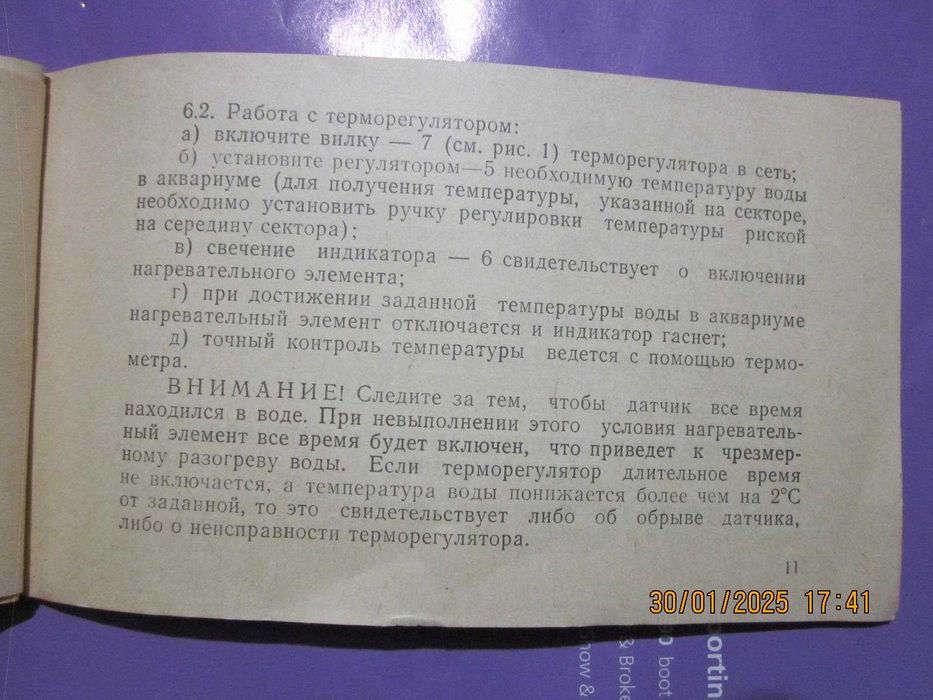 6.2. Работа с терморегулятором:
а) включите вилку — 7 (см. рис. 1) терморегулятора в сеть;
б) установите регулятором—5 необходимую температуру воды
в аквариуме (для получения температуры, указанной на секторе,
необходимо установить ручку регулировки температуры риской
на середину сектора);
в) свечение индикатора — 6 свидетельствует о включении
нагревательного элемента;
г) при достижении заданной температуры воды в аквариуме
нагревательный элемент отключается и индикатор гаснет;
д) точный контроль температуры ведется с помощью термо-
метра.
ВНИМАНИЕ! Следите за тем, чтобы датчик все время
находился в воде. При невыполнении этого условия нагреватель-
ный элемент все время будет включен, что приведет к чрезмер-
ному разогреву воды. Если терморегулятор длительное время
не включается, а температура воды понижается более чем на 2°С
от заданной, то это свидетельствует либо об обрыве датчика,
либо о неисправности терморегулятора.
11
30/01/2025 17:41
portin
boot
& Broke
how &